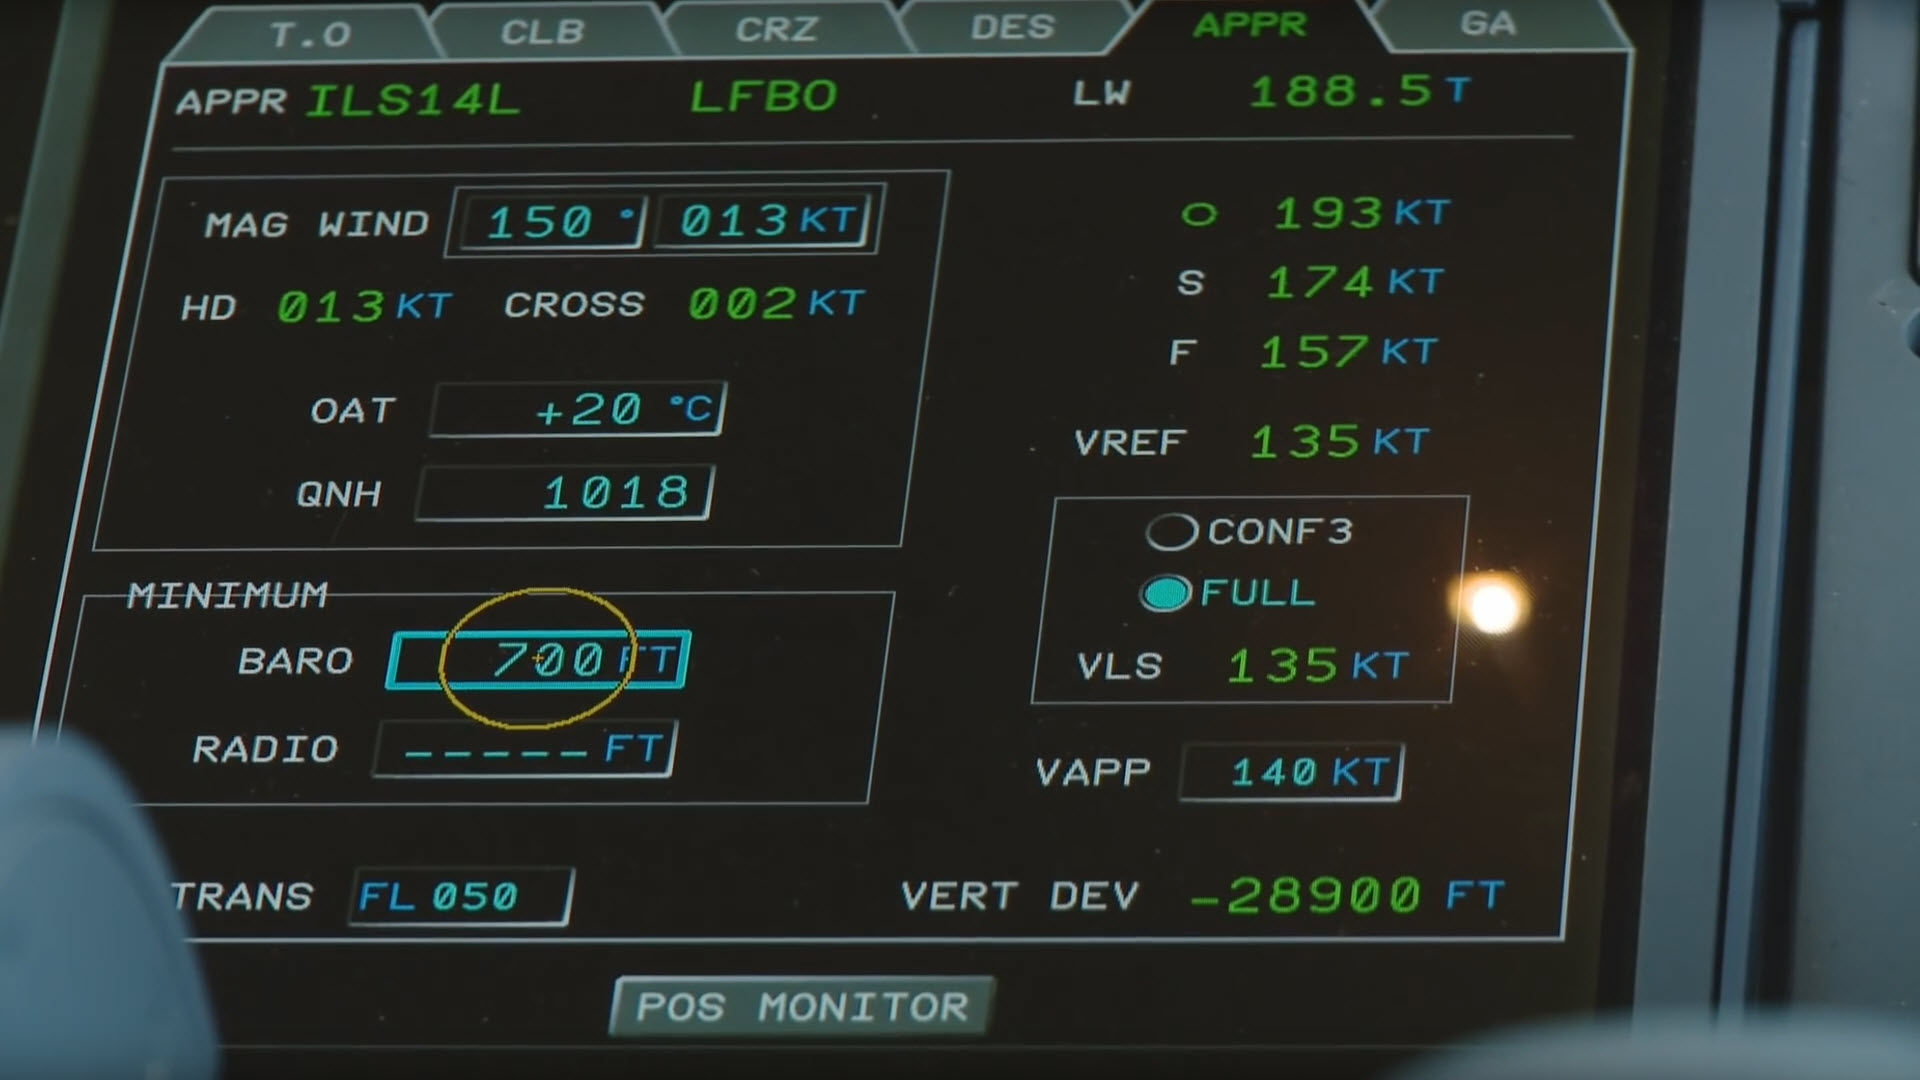 T.O CLB CRZ DES APPR GA
APPR ILS14L LFBO LW 188.5 T
MAG WIND 150 ° 013 KT
O 193 KT
HD 013 KT CROSS 002 KT
S 174 KT
F 157 KT
OAT +20 °C
VREF 135 KT
QNH 1018
CONF3
FULL
MINIMUM
BARO 700 FT
VLS 135 KT
RADIO ----- FT
VAPP 140 KT
TRANS FL 050
VERT DEV -28900 FT
POS MONITOR